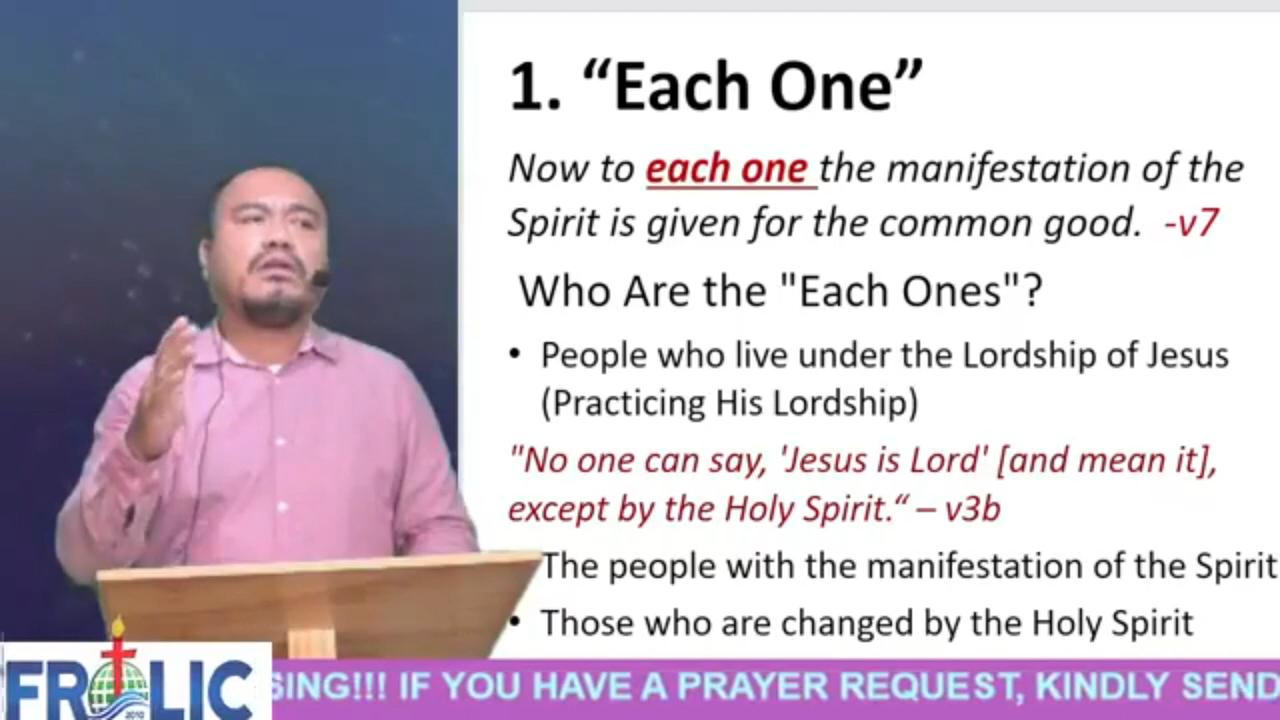 1. “Each One”
Now to each one the manifestation of the
Spirit is given for the common good. -v7
Who Are the "Each Ones"?
• People who live under the Lordship of Jesus
(Practicing His Lordship)
"No one can say, 'Jesus is Lord' [and mean it],
except by the Holy Spirit.“ – v3b
The people with the manifestation of the Spirit
• Those who are changed by the Holy Spirit
FROLIC
2010
SING!!! IF YOU HAVE A PRAYER REQUEST, KINDLY SEND